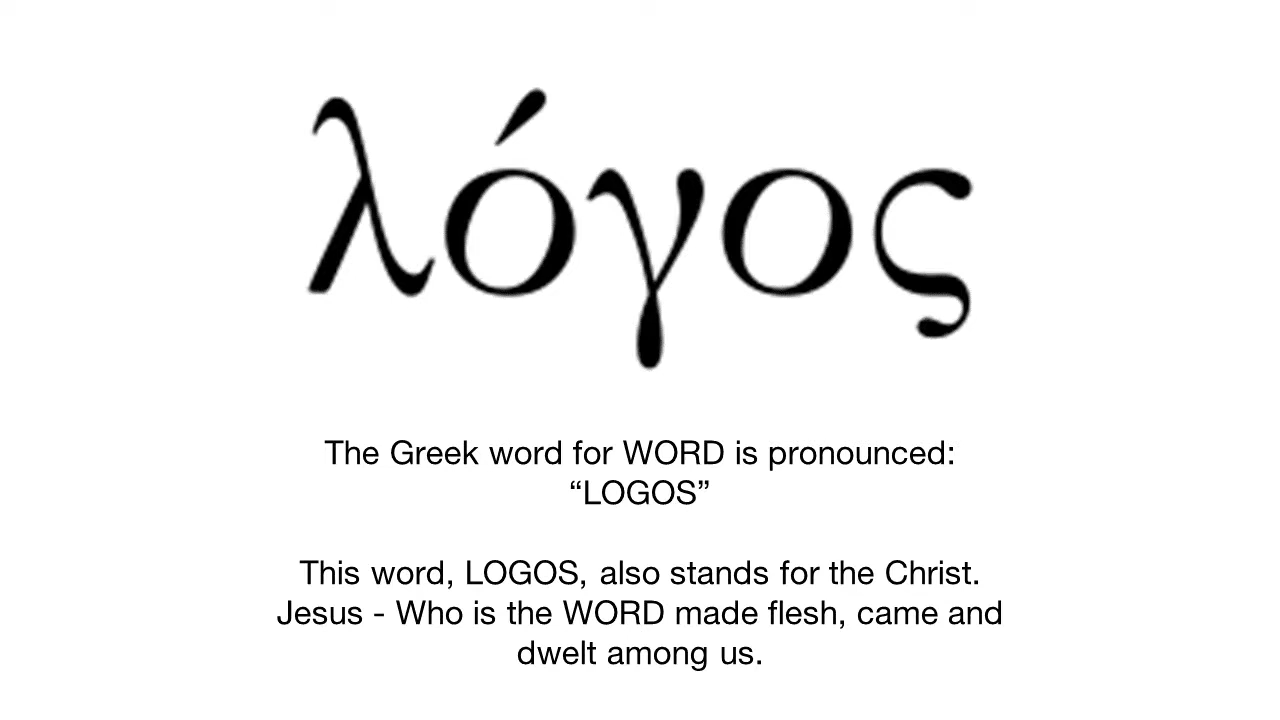 λόγος
The Greek word for WORD is pronounced:
“LOGOS”
This word, LOGOS, also stands for the Christ.
Jesus - Who is the WORD made flesh, came and
dwelt among us.